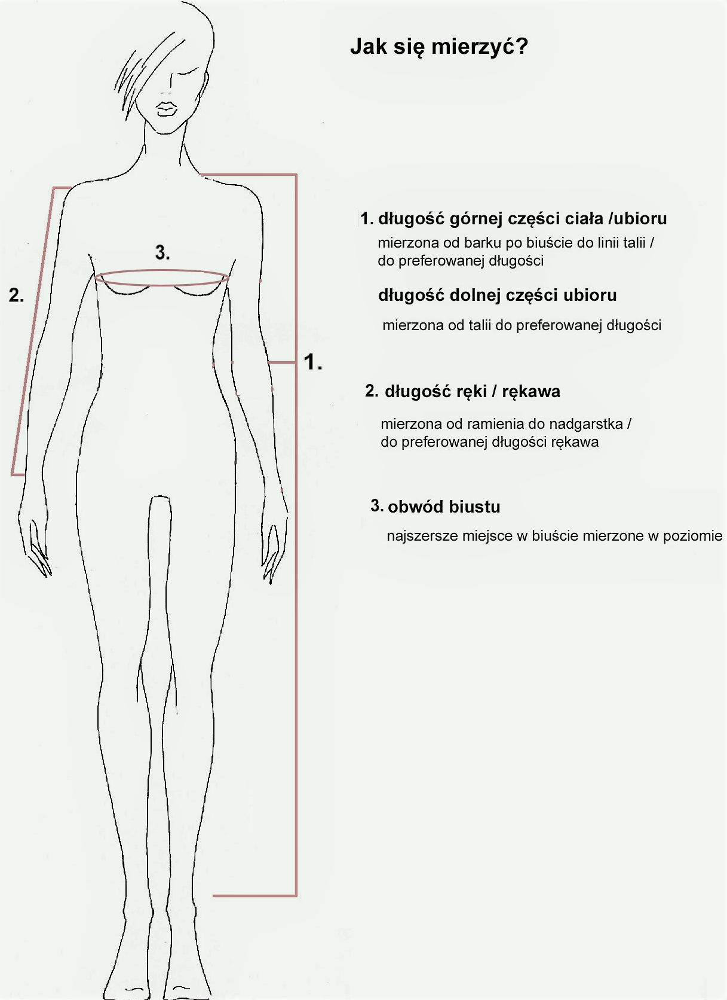 Jak się mierzyć?
1. długość górnej części ciała /ubioru
mierzona od barku po biuście do linii talii /
do preferowanej długości
długość dolnej części ubioru
mierzona od talii do preferowanej długości
2. długość ręki / rękawa
mierzona od ramienia do nadgarstka /
do preferowanej długości rękawa
3. obwód biustu
najszersze miejsce w biuście mierzone w poziomie
3.
2.
1.